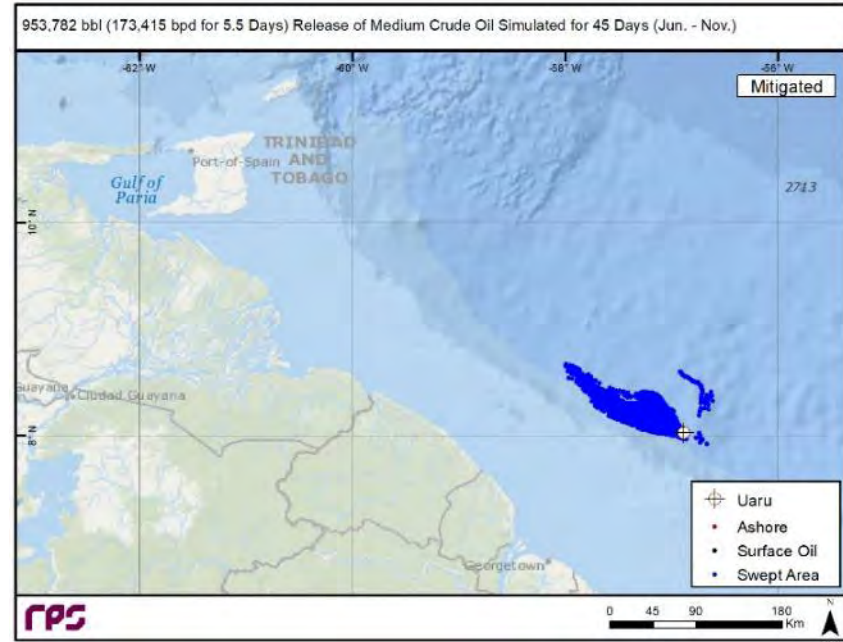 953,782 bbl (173,415 bpd for 5.5 Days) Release of Medium Crude Oil Simulated for 45 Days (Jun. - Nov.)
-62° W
-60° W
-58° W
-56° W
Mitigated
TRINIDAD
AND
TOBAGO
Port-of-Spain
Gulf of
Paria
2713
10° N
Guayana
Ciudad Guayana
8° N
Georgetown
Uaru
Ashore
Surface Oil
Swept Area
rps
0 45 90 180
Km
N